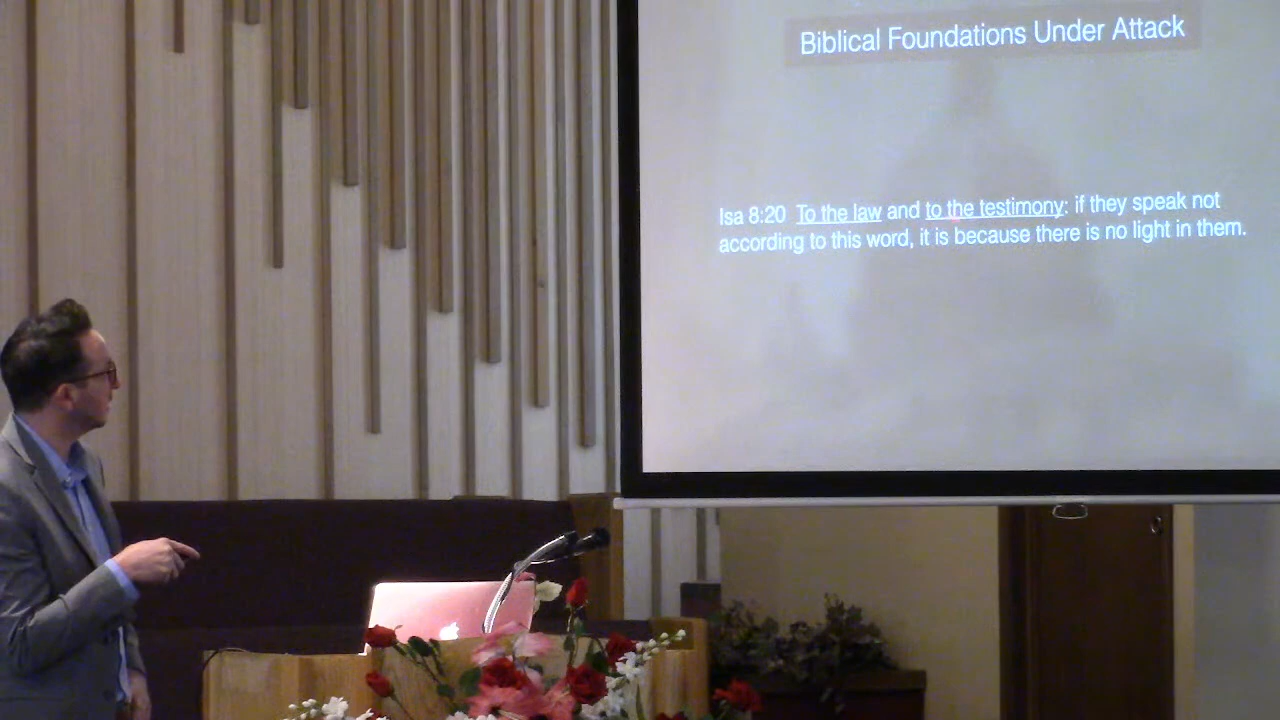 Biblical Foundations Under Attack
Isa 8:20 To the law and to the testimony: if they speak not
according to this word, it is because there is no light in them.